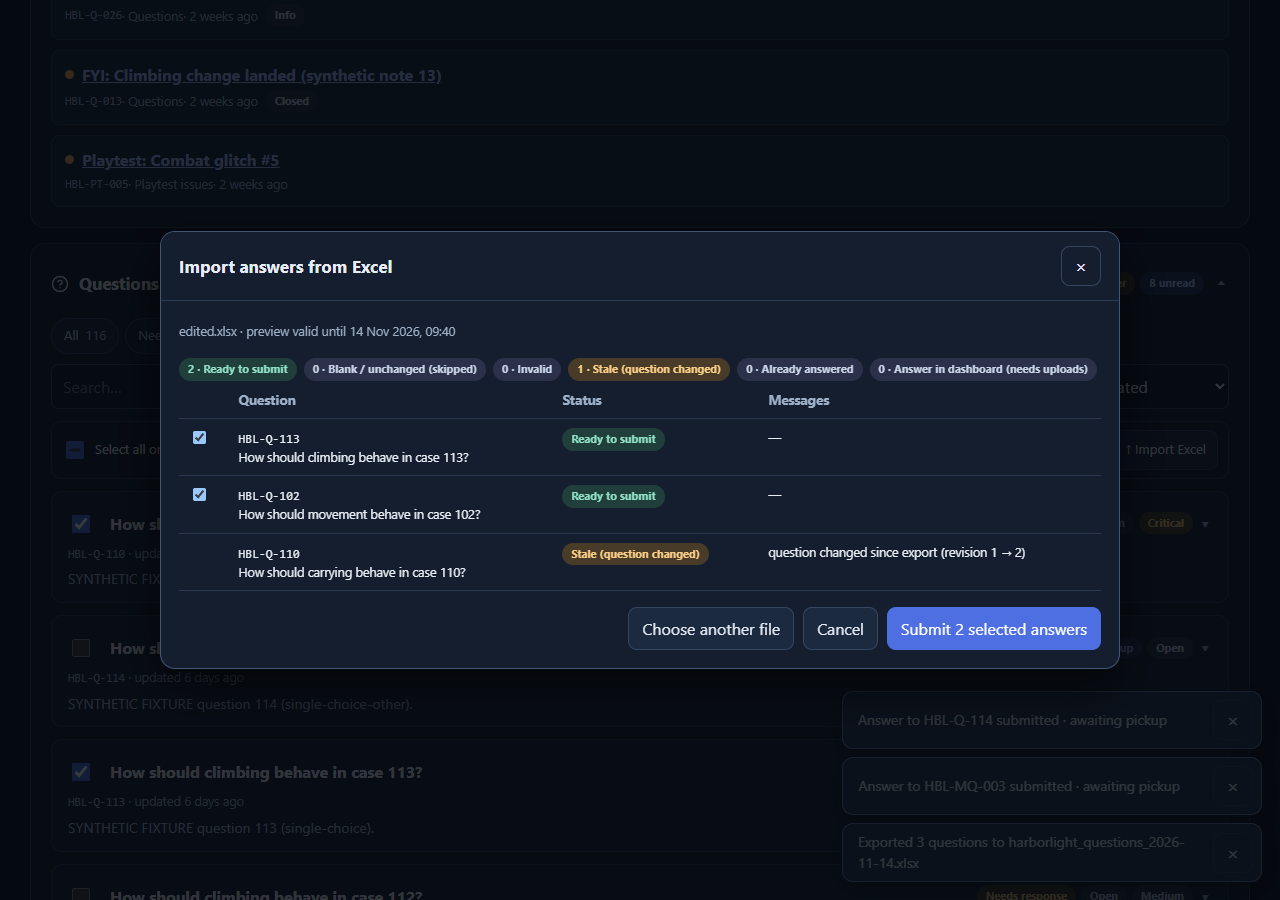 HBL-Q-026· Questions· 2 weeks ago Info
FYI: Climbing change landed (synthetic note 13)
HBL-Q-013· Questions· 2 weeks ago Closed
Playtest: Combat glitch #5
HBL-PT-005· Playtest issues· 2 weeks ago
Import answers from Excel ×
Questions 8 unread
edited.xlsx · preview valid until 14 Nov 2026, 09:40
All 116
2 · Ready to submit 0 · Blank / unchanged (skipped) 0 · Invalid 1 · Stale (question changed) 0 · Already answered 0 · Answer in dashboard (needs uploads)
Search...
Question Status Messages
HBL-Q-113 Ready to submit —
How should climbing behave in case 113?
Select all ↑ Import Excel
HBL-Q-102 Ready to submit —
How should movement behave in case 102?
Critical
HBL-Q-110 Stale (question changed) question changed since export (revision 1 → 2)
How should carrying behave in case 110?
HBL-Q-110 ·
SYNTHETIC
Choose another file Cancel Submit 2 selected answers
Open
HBL-Q-114 · updated 6 days ago
SYNTHETIC FIXTURE question 114 (single-choice-other).
Answer to HBL-Q-114 submitted · awaiting pickup ×
How should climbing behave in case 113?
HBL-Q-113 · updated 6 days ago
SYNTHETIC FIXTURE question 113 (single-choice).
Answer to HBL-MQ-003 submitted · awaiting pickup ×
Exported 3 questions to harborlight_questions_2026-
11-14.xlsx ×
How should climbing behave in case 112?
Needs response Open Medium